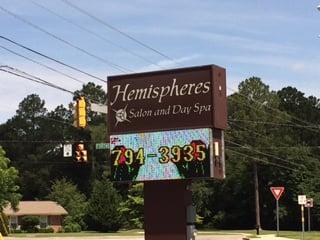 Hemispheres
Salon and Day Spa
794-3935